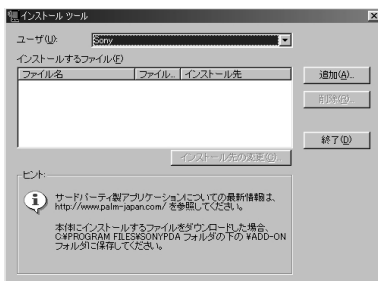 インストール ツール
ユーザ(U): Sony
インストールするファイル(F)
ファイル名 ファイル... インストール先
追加(A)...
削除(R)...
インストール先の変更(C)...
終了(D)
ヒント:
サードパーティ製アプリケーションについての最新情報は、
http://www.palm-japan.com/ を参照してください。
本体にインストールするファイルをダウンロードした場合、
C:¥PROGRAM FILES¥SONYPDA フォルダの下の ¥ADD-ON
フォルダに保存してください。